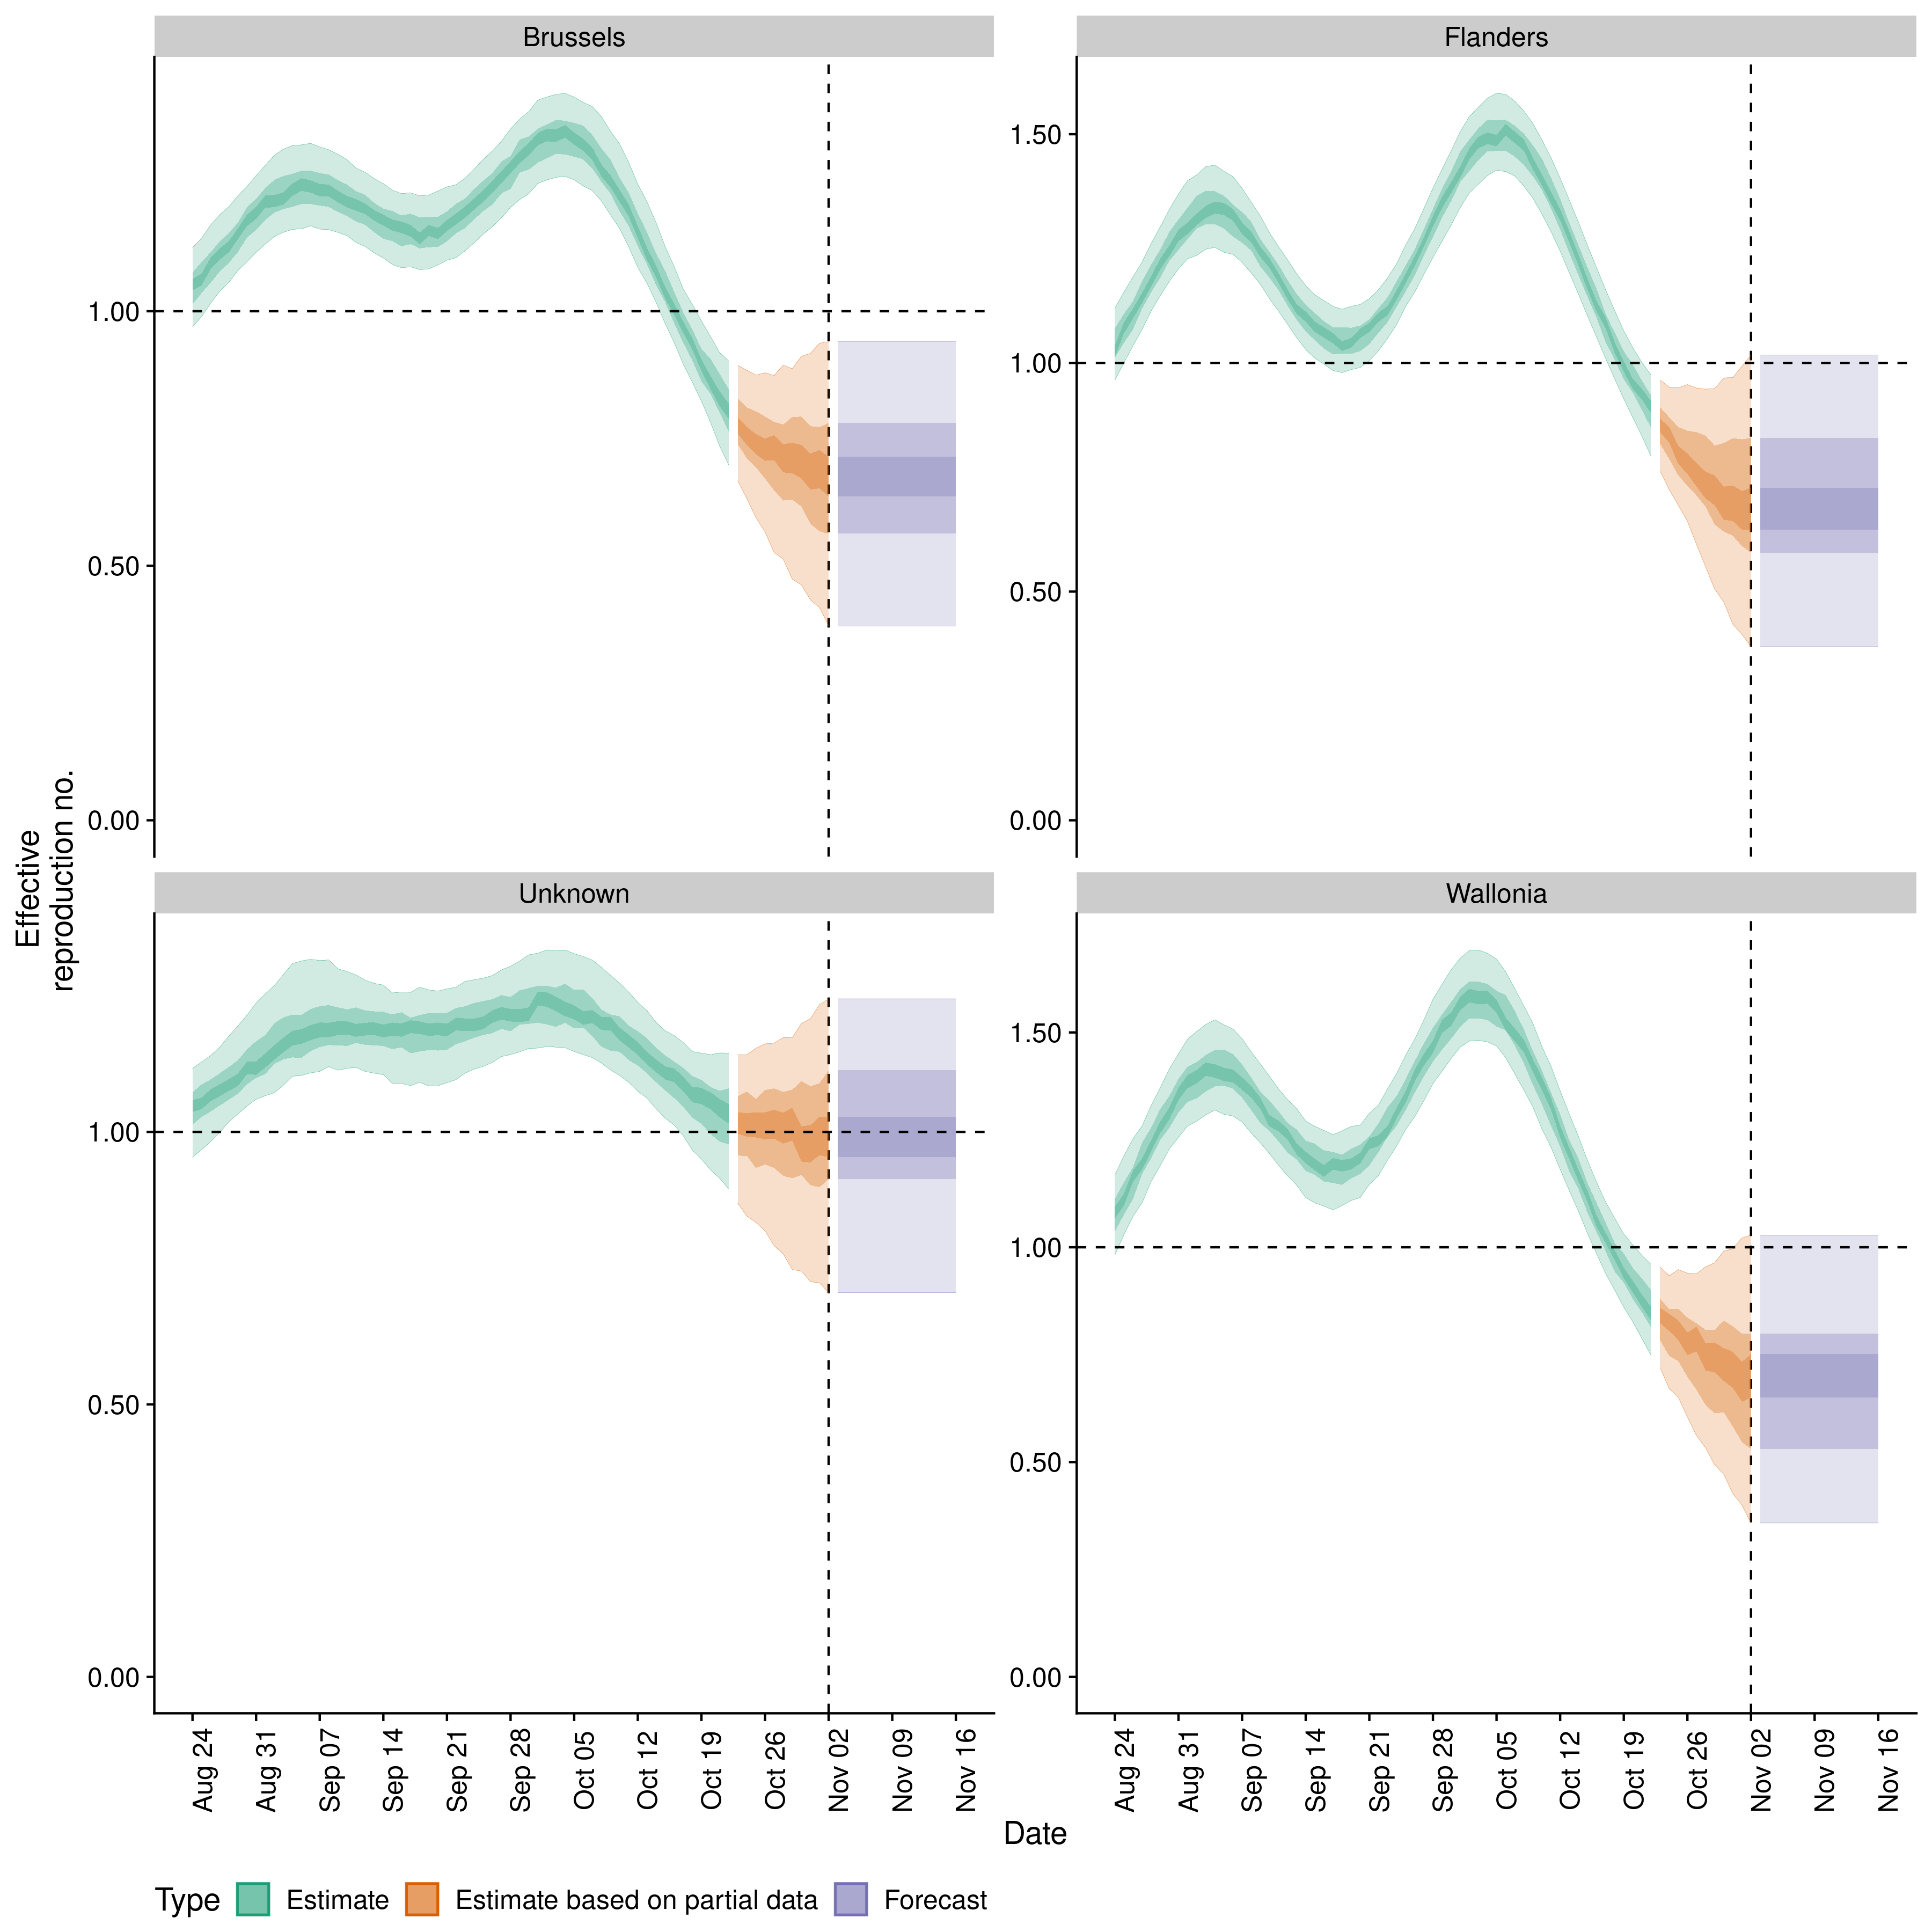 Brussels
Flanders
1.00
0.50
0.00
1.50
1.00
0.50
0.00
Effective
reproduction no.
Unknown
Wallonia
1.00
0.50
0.00
1.50
1.00
0.50
0.00
Aug 24
Aug 31
Sep 07
Sep 14
Sep 21
Sep 28
Oct 05
Oct 12
Oct 19
Oct 26
Nov 02
Nov 09
Nov 16
Aug 24
Aug 31
Sep 07
Sep 14
Sep 21
Sep 28
Oct 05
Oct 12
Oct 19
Oct 26
Nov 02
Nov 09
Nov 16
Date
Type Estimate Estimate based on partial data Forecast